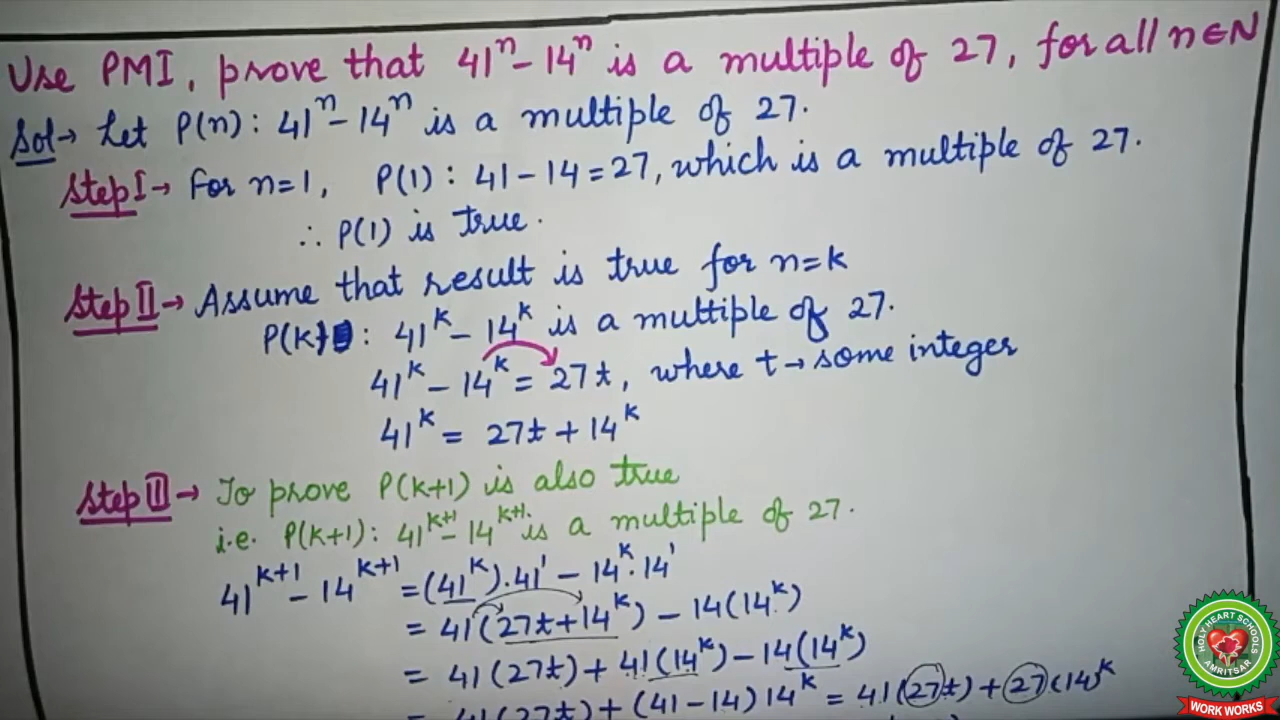 Use PMI, prove that 41ⁿ - 14ⁿ is a multiple of 27, for all n∈N
Sol→ Let P(n): 41ⁿ - 14ⁿ is a multiple of 27.
Step I → For n=1, P(1): 41 - 14 = 27, which is a multiple of 27.
∴ P(1) is true.
Step II → Assume that result is true for n=k
P(k): 41ᵏ - 14ᵏ is a multiple of 27.
41ᵏ - 14ᵏ = 27t, where t → some integer
41ᵏ = 27t + 14ᵏ
Step III → To prove P(k+1) is also true
i.e. P(k+1): 41ᵏ⁺¹ - 14ᵏ⁺¹ is a multiple of 27.
41ᵏ⁺¹ - 14ᵏ⁺¹ = (41ᵏ).41¹ - 14ᵏ.14¹
= 41(27t + 14ᵏ) - 14(14ᵏ)
= 41(27t) + 41(14ᵏ) - 14(14ᵏ)
= 41(27t) + (41-14)14ᵏ = 41(27t) + 27(14)ᵏ
HOLY HEART SCHOOLS
AMRITSAR
WORK WORKS